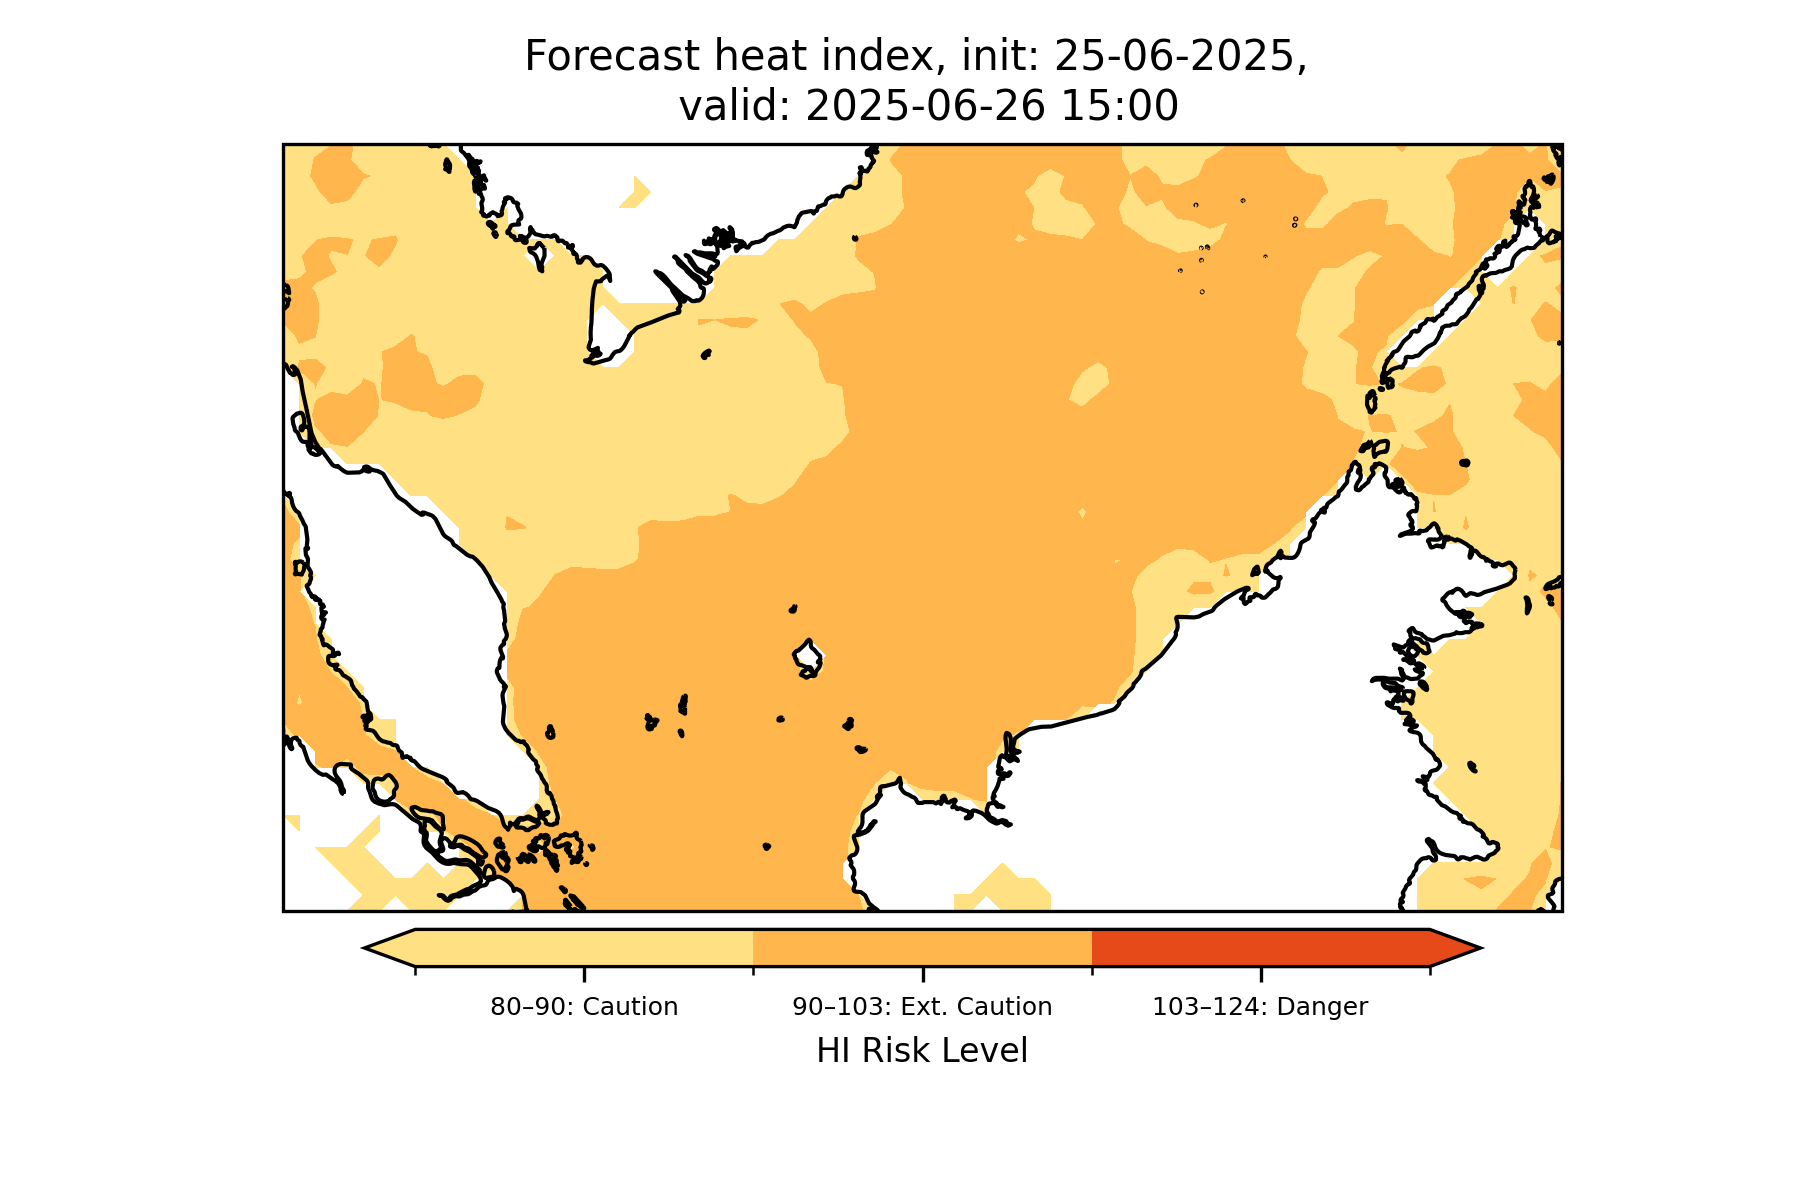 Forecast heat index, init: 25-06-2025,
valid: 2025-06-26 15:00
80–90: Caution
90–103: Ext. Caution
103–124: Danger
HI Risk Level